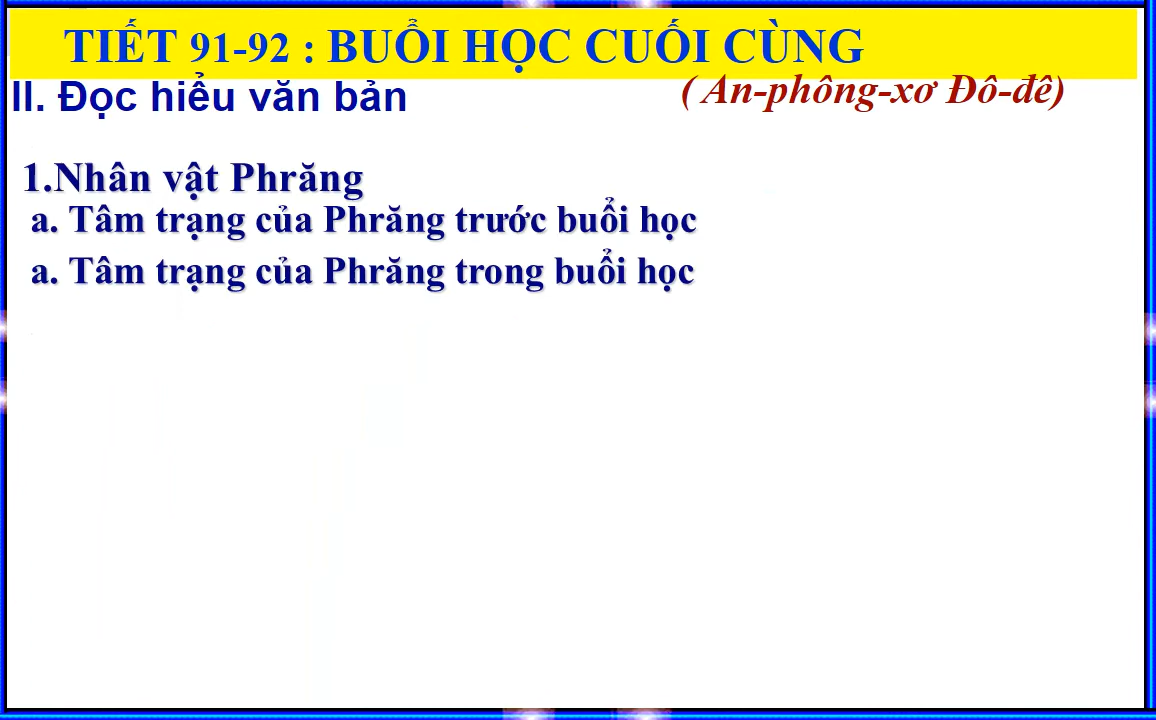 TIẾT 91-92 : BUỔI HỌC CUỐI CÙNG
( An-phông-xơ Đô-đê)
II. Đọc hiểu văn bản
1.Nhân vật Phrăng
a. Tâm trạng của Phrăng trước buổi học
a. Tâm trạng của Phrăng trong buổi học